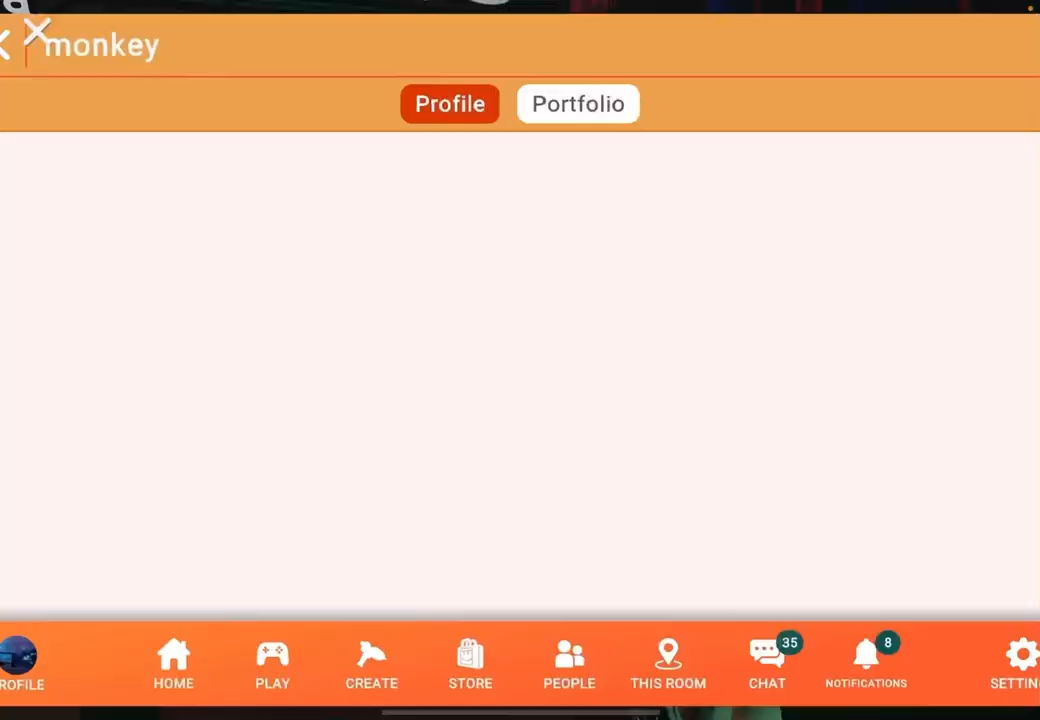 monkey
Profile Portfolio
35 8
ROFILE HOME PLAY CREATE STORE PEOPLE THIS ROOM CHAT NOTIFICATIONS SETTIN